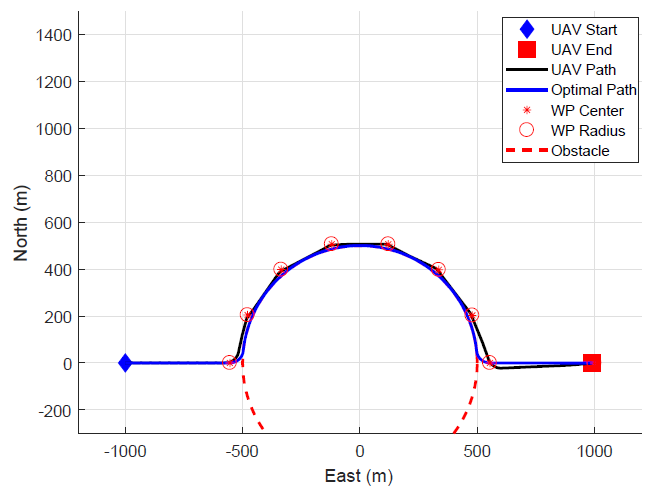 1400
1200
1000
800
600
400
200
0
-200
North (m)
-1000
-500
0
500
1000
East (m)
UAV Start
UAV End
UAV Path
Optimal Path
WP Center
WP Radius
Obstacle